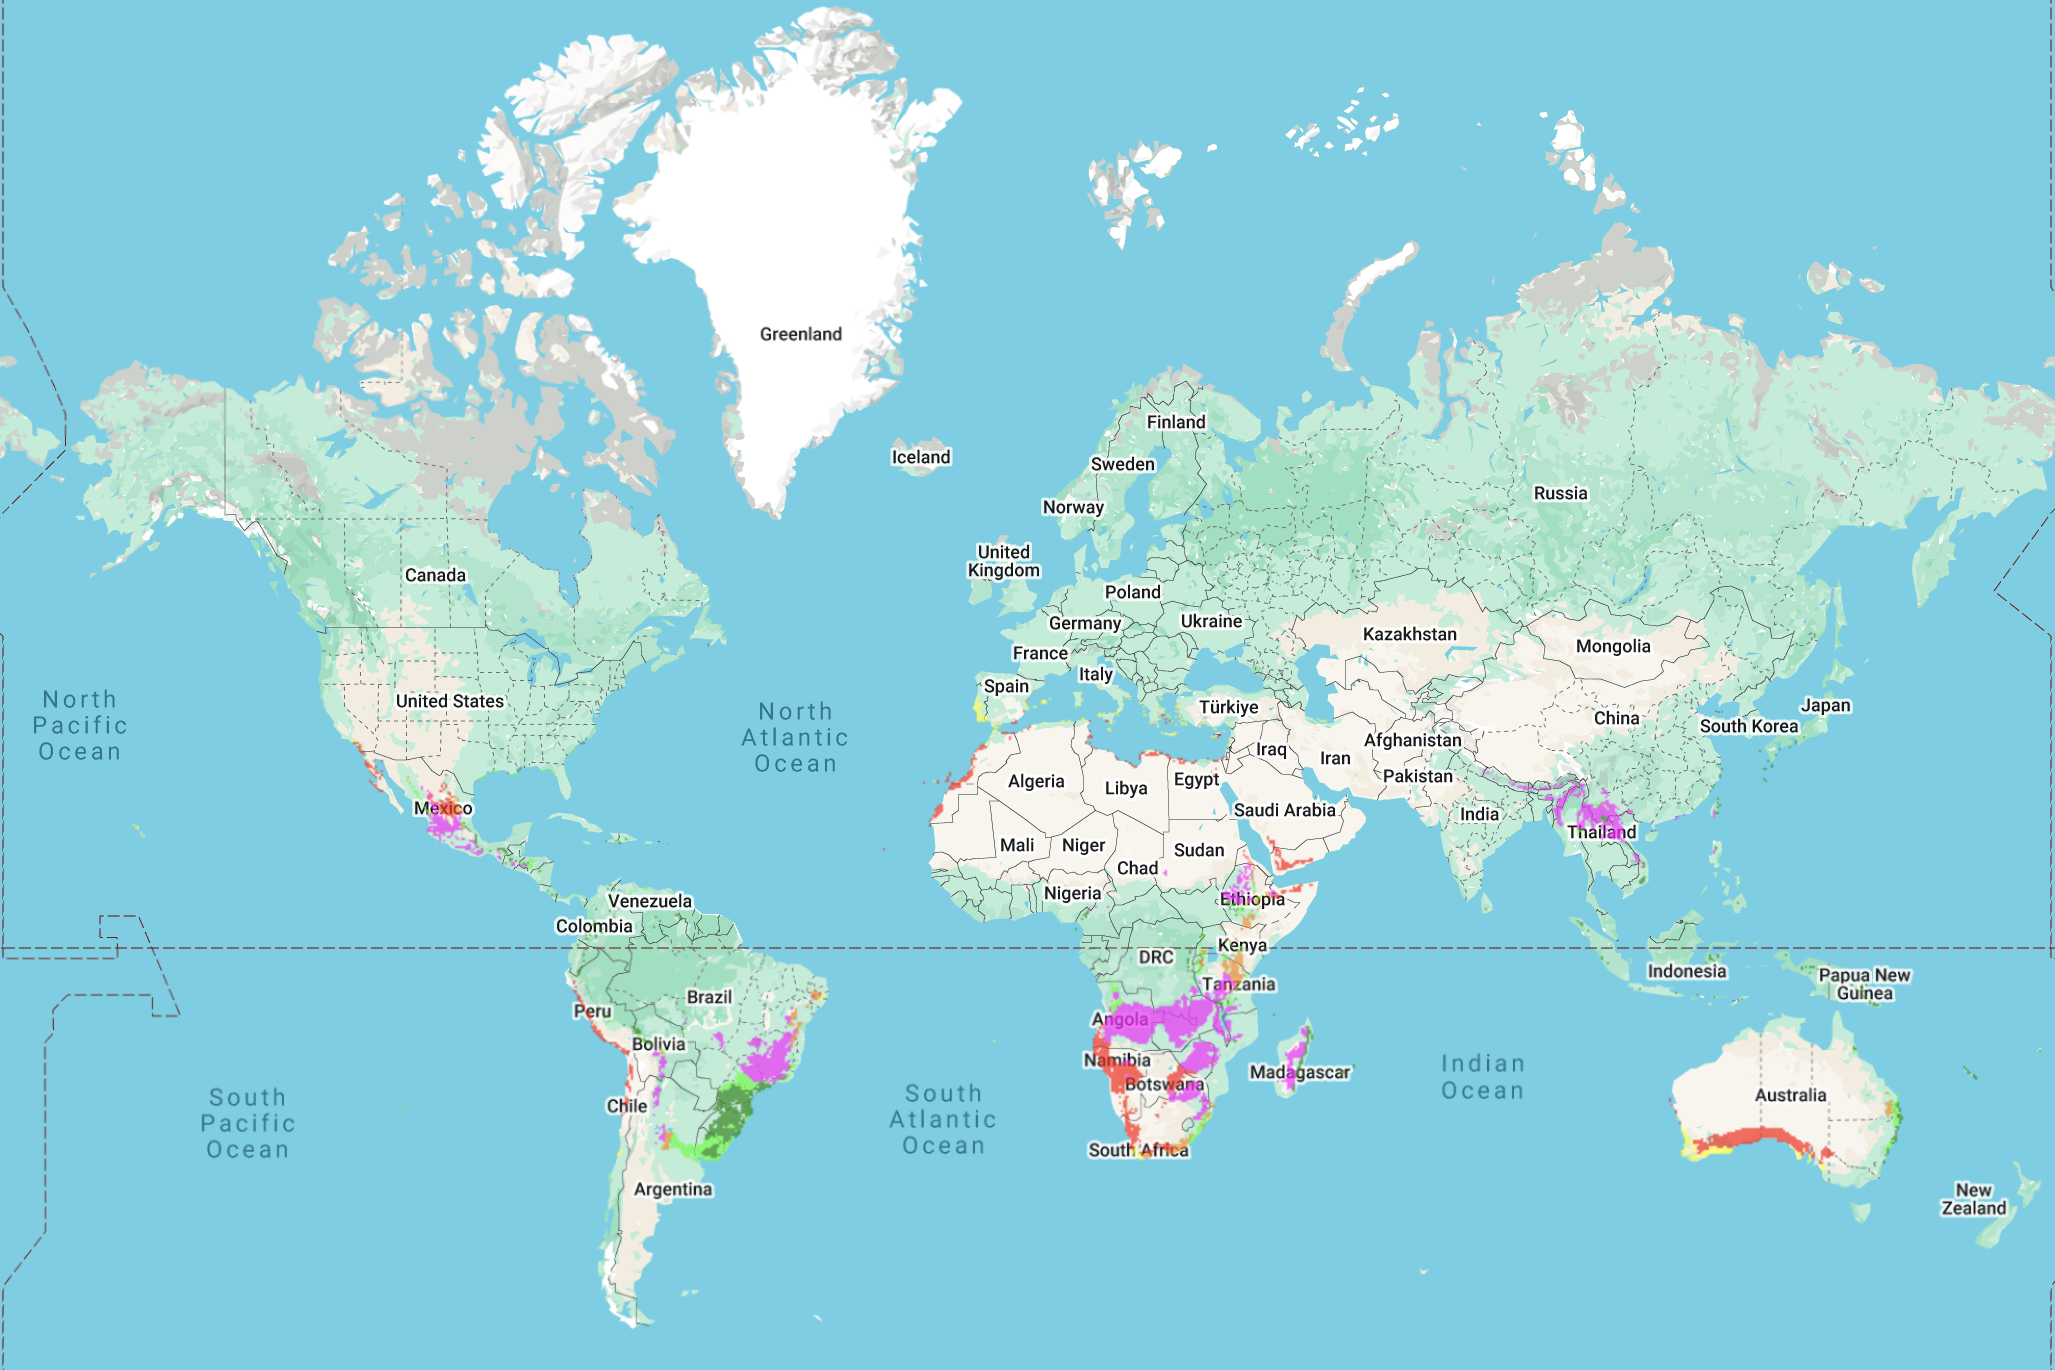 Greenland
Iceland
Finland
Sweden
Norway
Russia
United
Kingdom
Canada
Poland
Germany
Ukraine
Kazakhstan
Mongolia
France
Italy
Spain
United States
Türkiye
China
Japan
South Korea
North
Pacific
Ocean
North
Atlantic
Ocean
Iraq
Iran
Afghanistan
Pakistan
Algeria
Libya
Egypt
Saudi Arabia
India
Mexico
Thailand
Mali
Niger
Chad
Sudan
Nigeria
Ethiopia
Venezuela
Colombia
DRC
Kenya
Tanzania
Indonesia
Papua New
Guinea
Brazil
Peru
Angola
Bolivia
Namibia
Botswana
Madagascar
Indian
Ocean
Australia
Chile
South
Pacific
Ocean
South
Atlantic
Ocean
South Africa
Argentina
New
Zealand